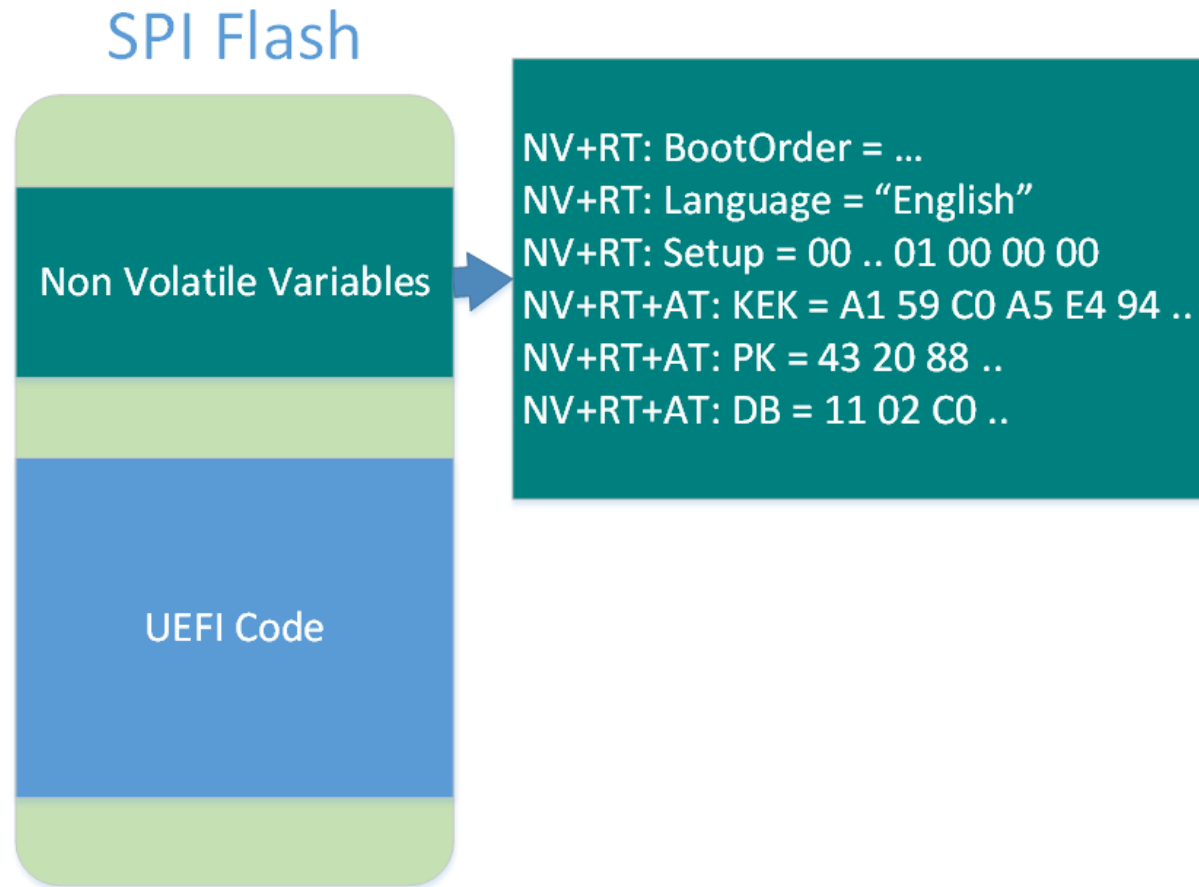 SPI Flash
Non Volatile Variables
UEFI Code
NV+RT: BootOrder = …
NV+RT: Language = “English”
NV+RT: Setup = 00 .. 01 00 00 00
NV+RT+AT: KEK = A1 59 C0 A5 E4 94 ..
NV+RT+AT: PK = 43 20 88 ..
NV+RT+AT: DB = 11 02 C0 ..